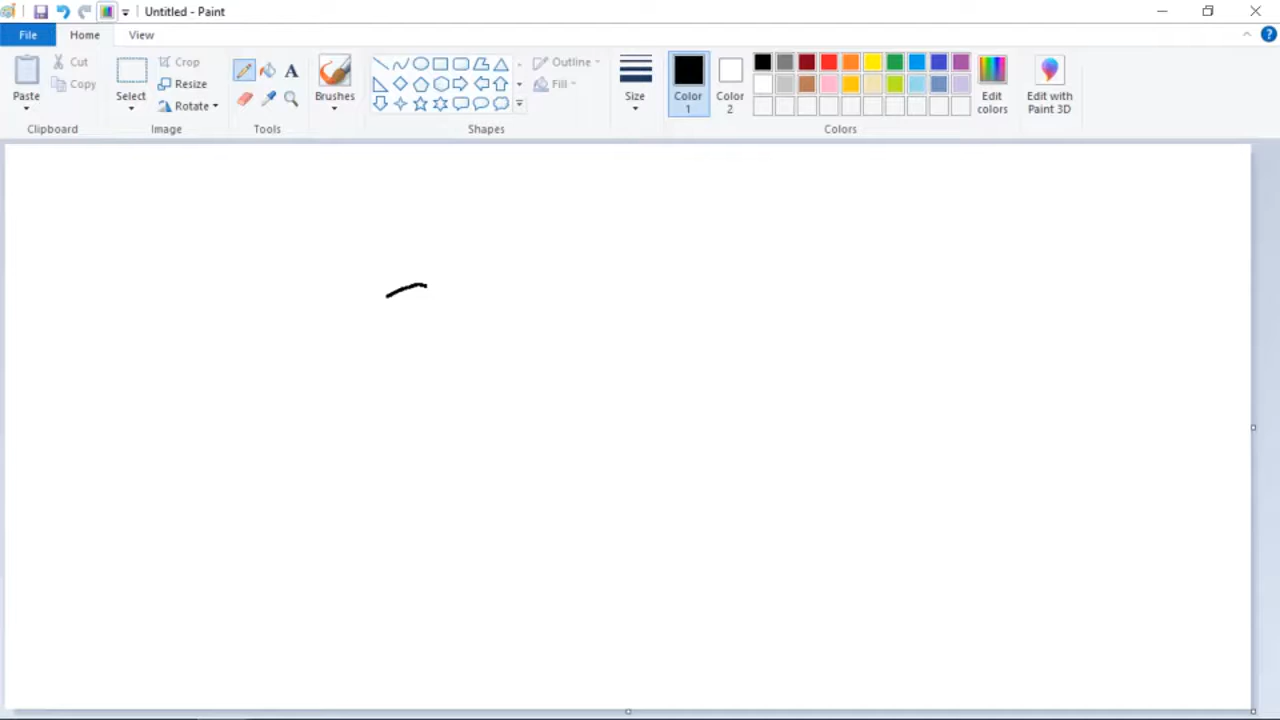 Untitled - Paint
File
Home
View
Paste
Cut
Copy
Clipboard
Select
Crop
Resize
Rotate
Image
A
Tools
Brushes
Outline
Fill
Shapes
Size
Color 1
Color 2
Edit colors
Colors
Edit with Paint 3D
?